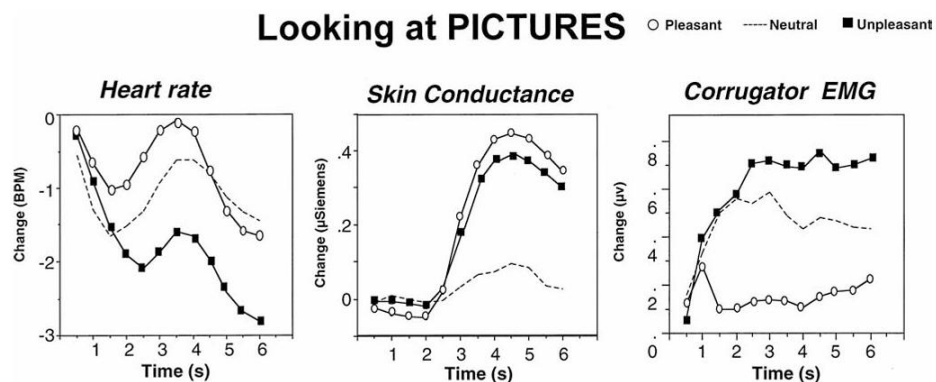 Looking at PICTURES
Pleasant
Neutral
Unpleasant
Heart rate
Change (BPM)
0
-1
-2
-3
1 2 3 4 5 6
Time (s)
Skin Conductance
Change (µSiemens)
.4
.2
0
1 2 3 4 5 6
Time (s)
Corrugator EMG
Change (µv)
8 .
6
4 .
2 .
.
0
0 1 2 3 4 5 6
Time (s)